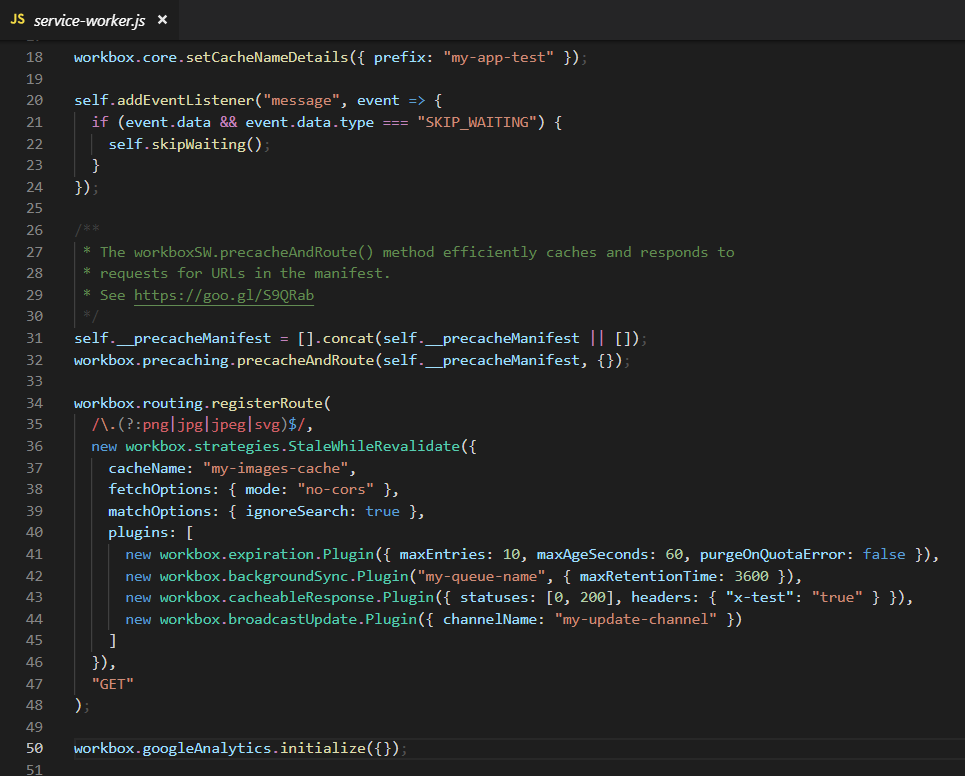 JS service-worker.js ×
18 workbox.core.setCacheNameDetails({ prefix: "my-app-test" });
19
20 self.addEventListener("message", event => {
21   if (event.data && event.data.type === "SKIP_WAITING") {
22     self.skipWaiting();
23   }
24 });
25
26 /**
27  * The workboxSW.precacheAndRoute() method efficiently caches and responds to
28  * requests for URLs in the manifest.
29  * See https://goo.gl/S9QRab
30  */
31 self.__precacheManifest = [].concat(self.__precacheManifest || []);
32 workbox.precaching.precacheAndRoute(self.__precacheManifest, {});
33
34 workbox.routing.registerRoute(
35   /\.(?:png|jpg|jpeg|svg)$/,
36   new workbox.strategies.StaleWhileRevalidate({
37     cacheName: "my-images-cache",
38     fetchOptions: { mode: "no-cors" },
39     matchOptions: { ignoreSearch: true },
40     plugins: [
41       new workbox.expiration.Plugin({ maxEntries: 10, maxAgeSeconds: 60, purgeOnQuotaError: false }),
42       new workbox.backgroundSync.Plugin("my-queue-name", { maxRetentionTime: 3600 }),
43       new workbox.cacheableResponse.Plugin({ statuses: [0, 200], headers: { "x-test": "true" } }),
44       new workbox.broadcastUpdate.Plugin({ channelName: "my-update-channel" })
45     ]
46   }),
47   "GET"
48 );
49
50 workbox.googleAnalytics.initialize({});
51